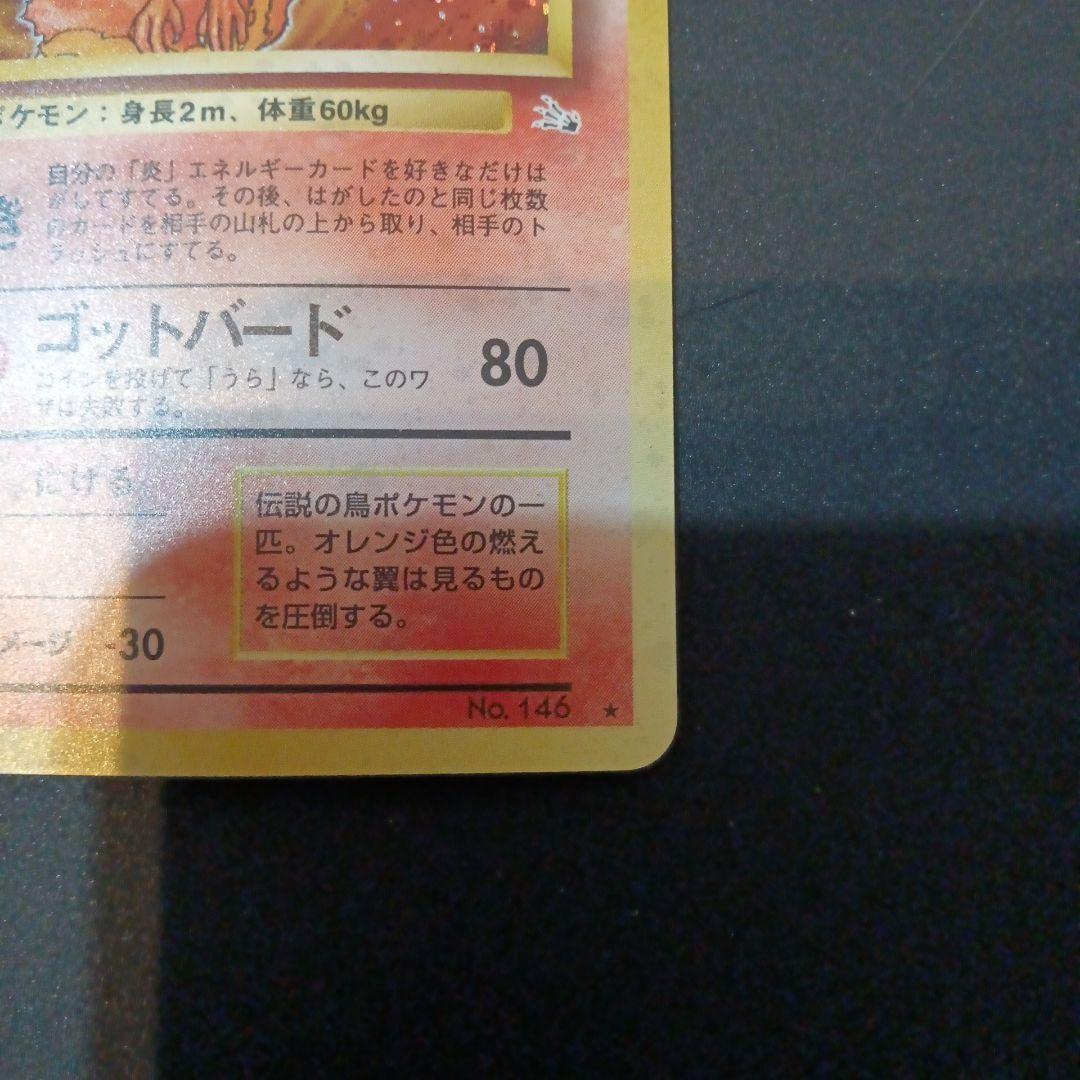 ポケモン：身長2m、体重60kg
自分の「炎」エネルギーカードを好きなだけは
がしてすてる。その後、はがしたのと同じ枚数
のカードを相手の山札の上から取り、相手のト
ラッシュにすてる。
ゴットバード
80
コインを投げて「うら」なら、このワ
ザは失敗する。
にげる
伝説の鳥ポケモンの一
匹。オレンジ色の燃え
るような翼は見るもの
を圧倒する。
メージ -30
No. 146 ★